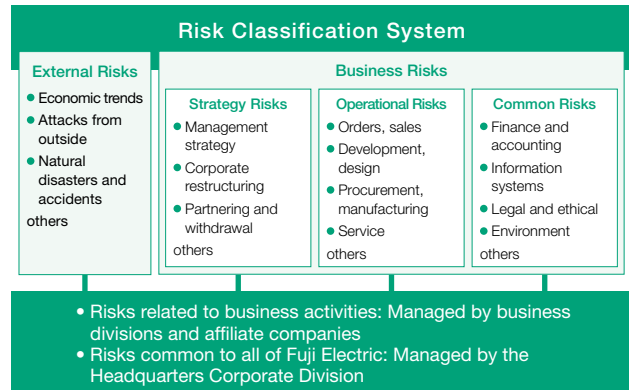 Risk Classification System
External Risks
● Economic trends
● Attacks from
outside
● Natural
disasters and
accidents
others
Business Risks
Strategy Risks
● Management
strategy
● Corporate
restructuring
● Partnering and
withdrawal
others
Operational Risks
● Orders, sales
● Development,
design
● Procurement,
manufacturing
● Service
others
Common Risks
● Finance and
accounting
● Information
systems
● Legal and ethical
● Environment
others
• Risks related to business activities: Managed by business
divisions and affiliate companies
• Risks common to all of Fuji Electric: Managed by the
Headquarters Corporate Division